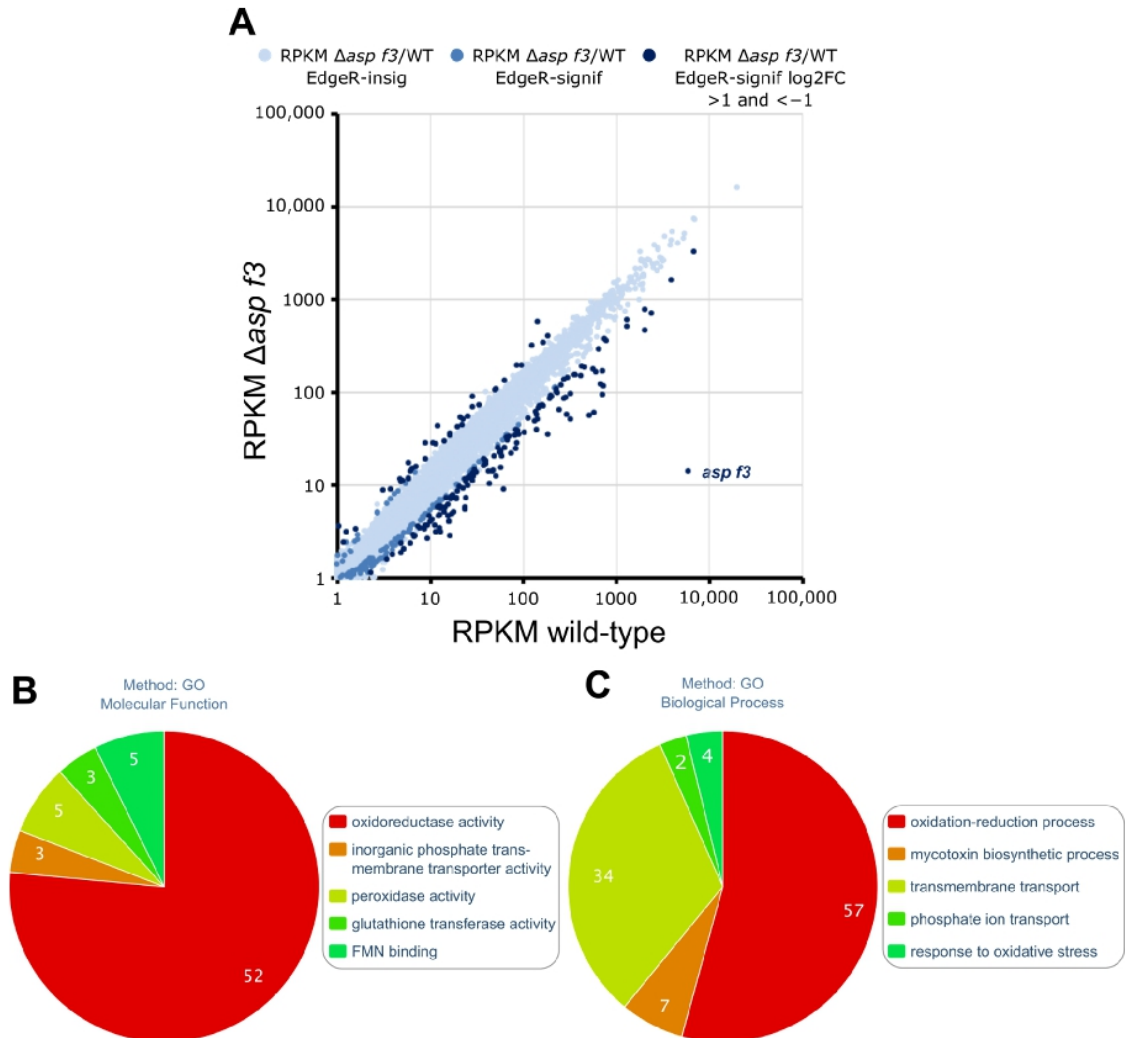 A
RPKM Δasp f3/WT
EdgeR-insig
RPKM Δasp f3/WT
EdgeR-signif
RPKM Δasp f3/WT
EdgeR-signif log2FC
>1 and <−1
100,000
10,000
1000
100
10
1
RPKM Δasp f3
asp f3
1
10
100
1000
10,000
100,000
RPKM wild-type
B
Method: GO
Molecular Function
5
3
5
3
52
oxidoreductase activity
inorganic phosphate trans-
membrane transporter activity
peroxidase activity
glutathione transferase activity
FMN binding
C
Method: GO
Biological Process
4
2
34
7
57
oxidation-reduction process
mycotoxin biosynthetic process
transmembrane transport
phosphate ion transport
response to oxidative stress